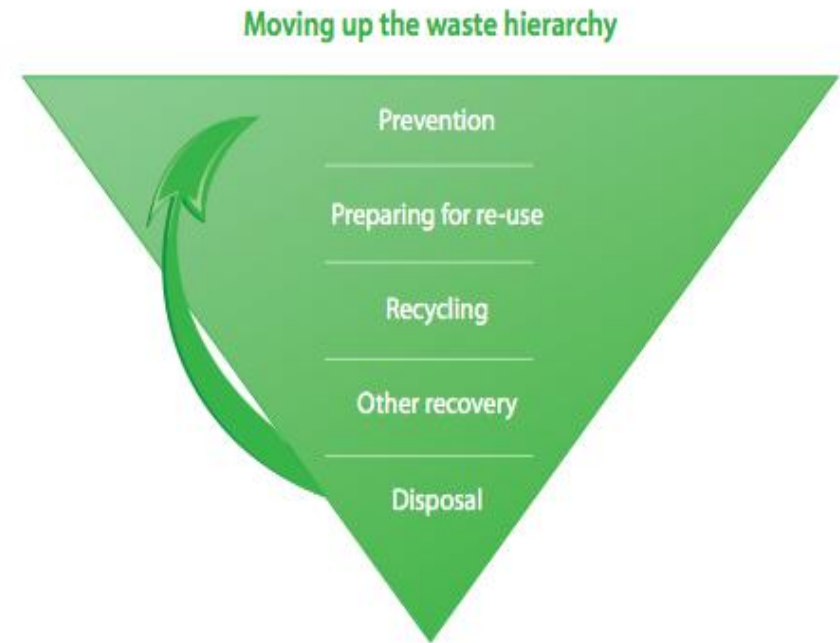 Moving up the waste hierarchy
Prevention
Preparing for re-use
Recycling
Other recovery
Disposal